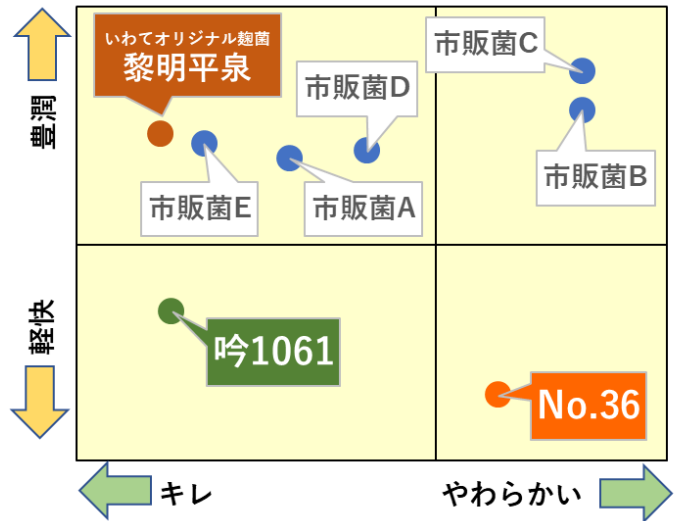 いわてオリジナル麹菌
黎明平泉
市販菌C
市販菌D
市販菌B
市販菌E
市販菌A
豊潤
軽快
吟1061
No.36
キレ
やわらかい